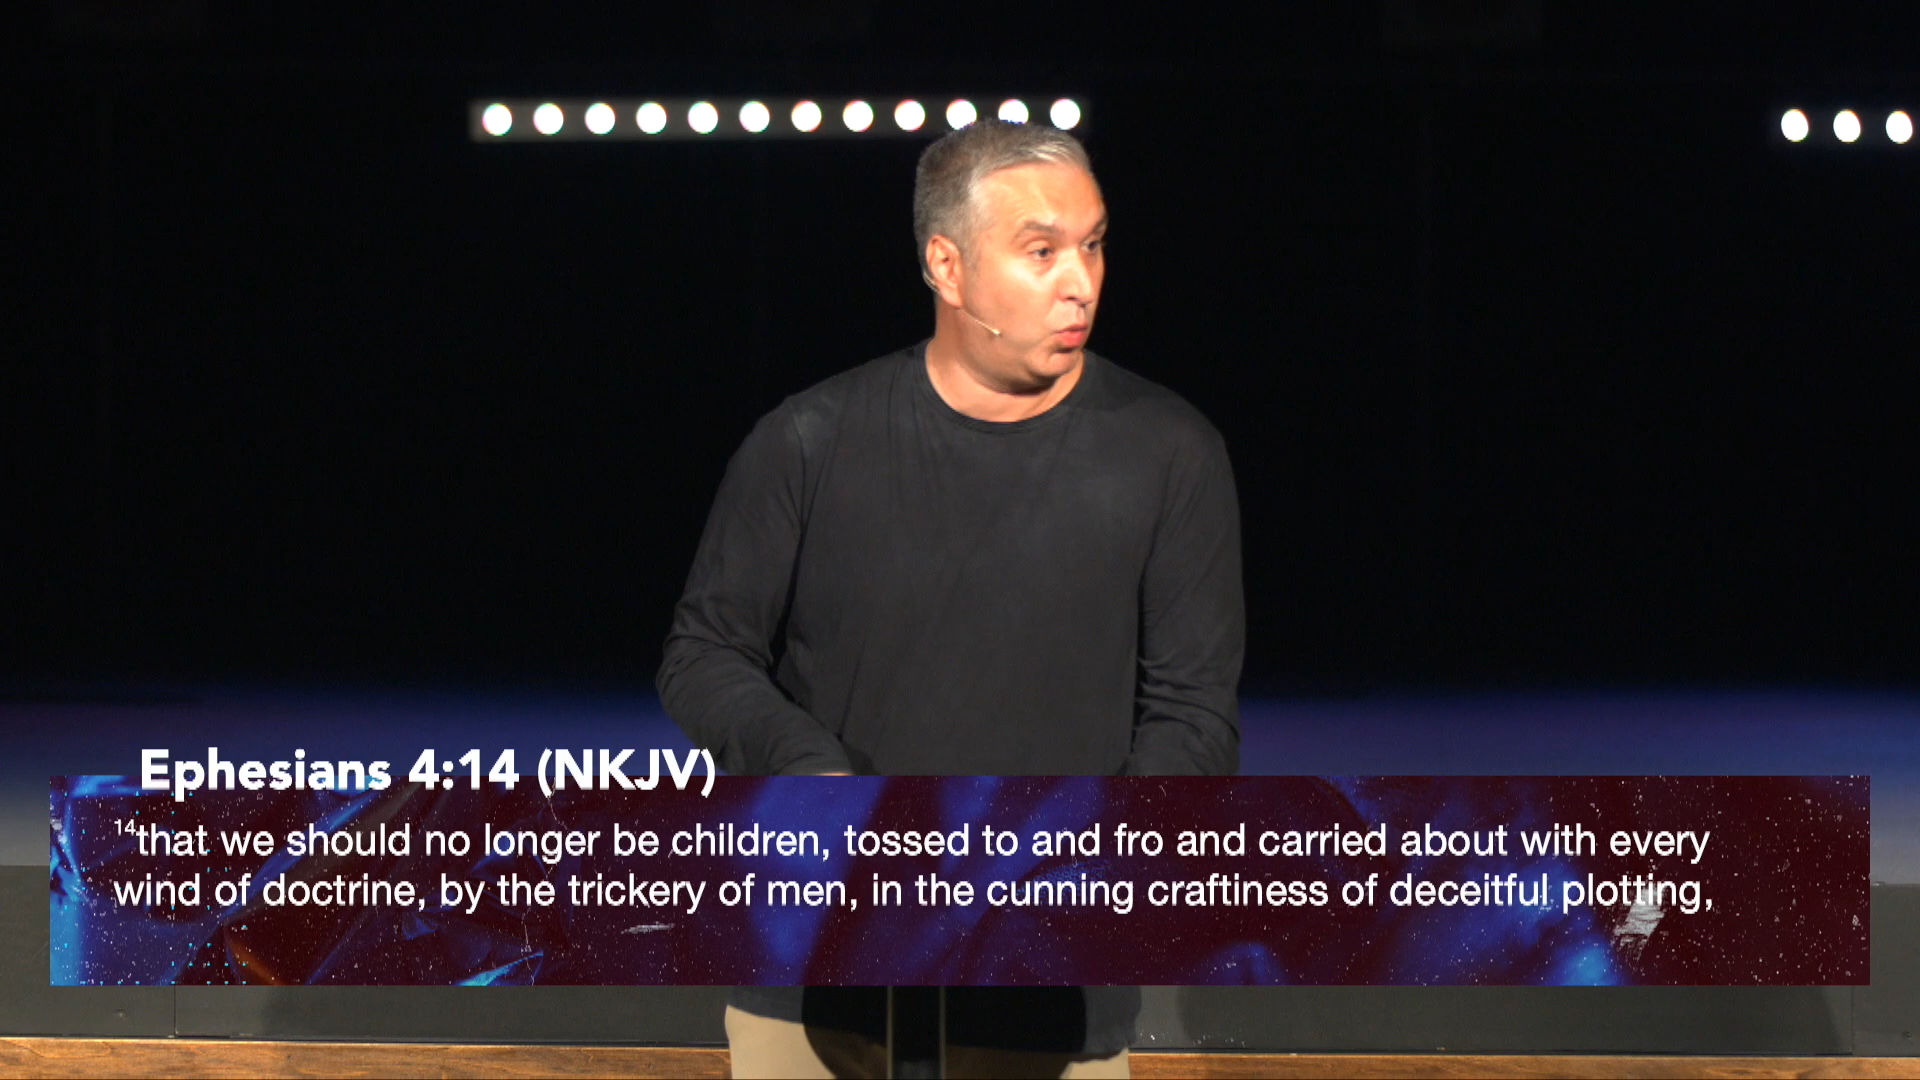 Ephesians 4:14 (NKJV)
14that we should no longer be children, tossed to and fro and carried about with every
wind of doctrine, by the trickery of men, in the cunning craftiness of deceitful plotting,